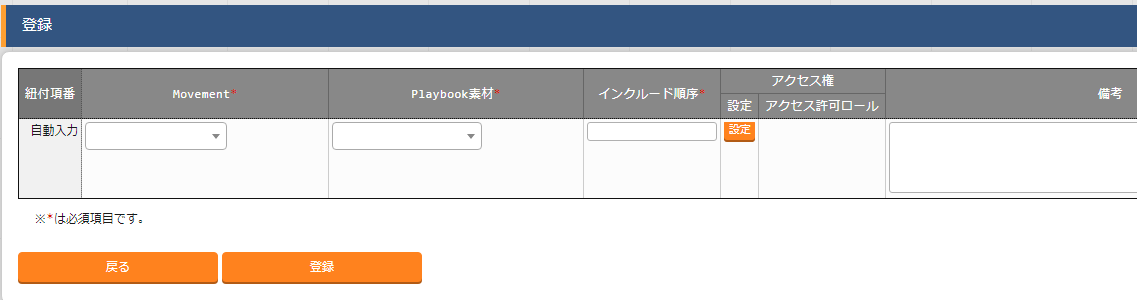 登録
紐付項番 Movement* Playbook素材* インクルード順序* アクセス権 備考
設定 アクセス許可ロール
自動入力 設定
※*は必須項目です。
戻る 登録